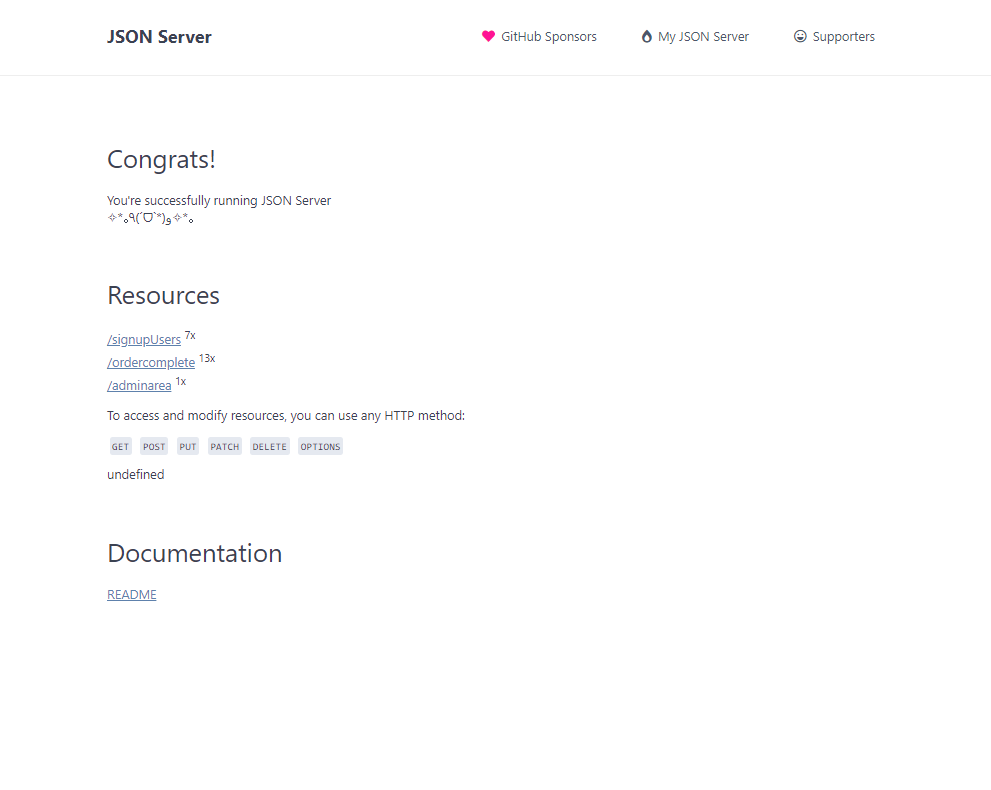 JSON Server
GitHub Sponsors
My JSON Server
Supporters
Congrats!
You're successfully running JSON Server
✧*｡٩(ˊᗜˋ*)و✧*｡
Resources
/signupUsers 7x
/ordercomplete 13x
/adminarea 1x
To access and modify resources, you can use any HTTP method:
GET POST PUT PATCH DELETE OPTIONS
undefined
Documentation
README